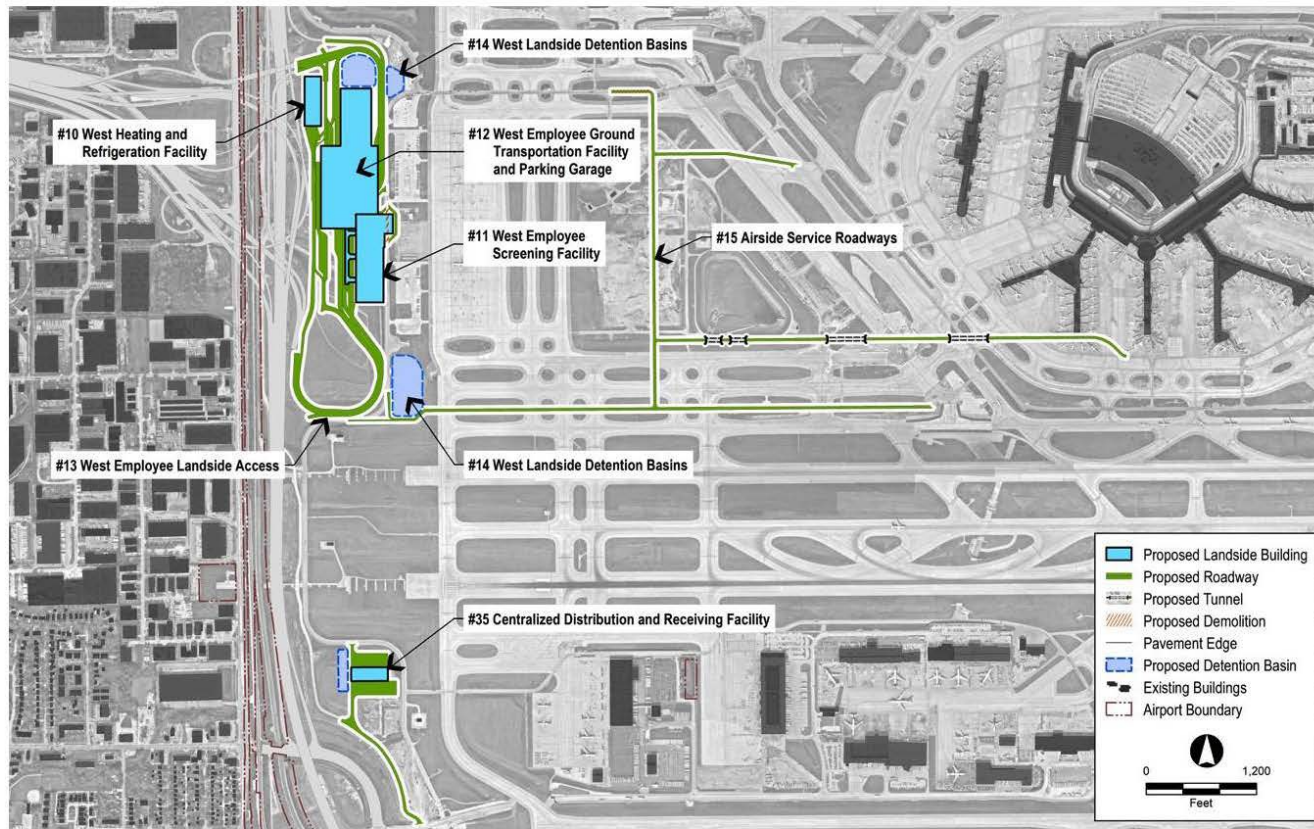 #14 West Landside Detention Basins
#10 West Heating and
Refrigeration Facility
#12 West Employee Ground
Transportation Facility
and Parking Garage
#11 West Employee
Screening Facility
#15 Airside Service Roadways
#13 West Employee Landside Access
#14 West Landside Detention Basins
#35 Centralized Distribution and Receiving Facility
Proposed Landside Building
Proposed Roadway
Proposed Tunnel
Proposed Demolition
Pavement Edge
Proposed Detention Basin
Existing Buildings
Airport Boundary
0 1,200
Feet